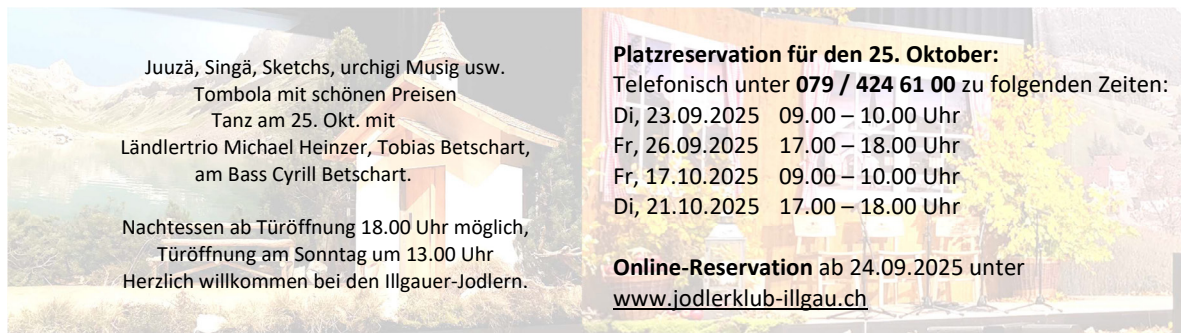 Juuzä, Singä, Sketchs, urchigi Musig usw.
Tombola mit schönen Preisen
Tanz am 25. Okt. mit
Ländlertrio Michael Heinzer, Tobias Betschart,
am Bass Cyrill Betschart.
Nachtessen ab Türöffnung 18.00 Uhr möglich,
Türöffnung am Sonntag um 13.00 Uhr
Herzlich willkommen bei den Illgauer-Jodlern.
Platzreservation für den 25. Oktober:
Telefonisch unter 079 / 424 61 00 zu folgenden Zeiten:
Di, 23.09.2025 09.00 – 10.00 Uhr
Fr, 26.09.2025 17.00 – 18.00 Uhr
Fr, 17.10.2025 09.00 – 10.00 Uhr
Di, 21.10.2025 17.00 – 18.00 Uhr
Online-Reservation ab 24.09.2025 unter
www.jodlerklub-illgau.ch